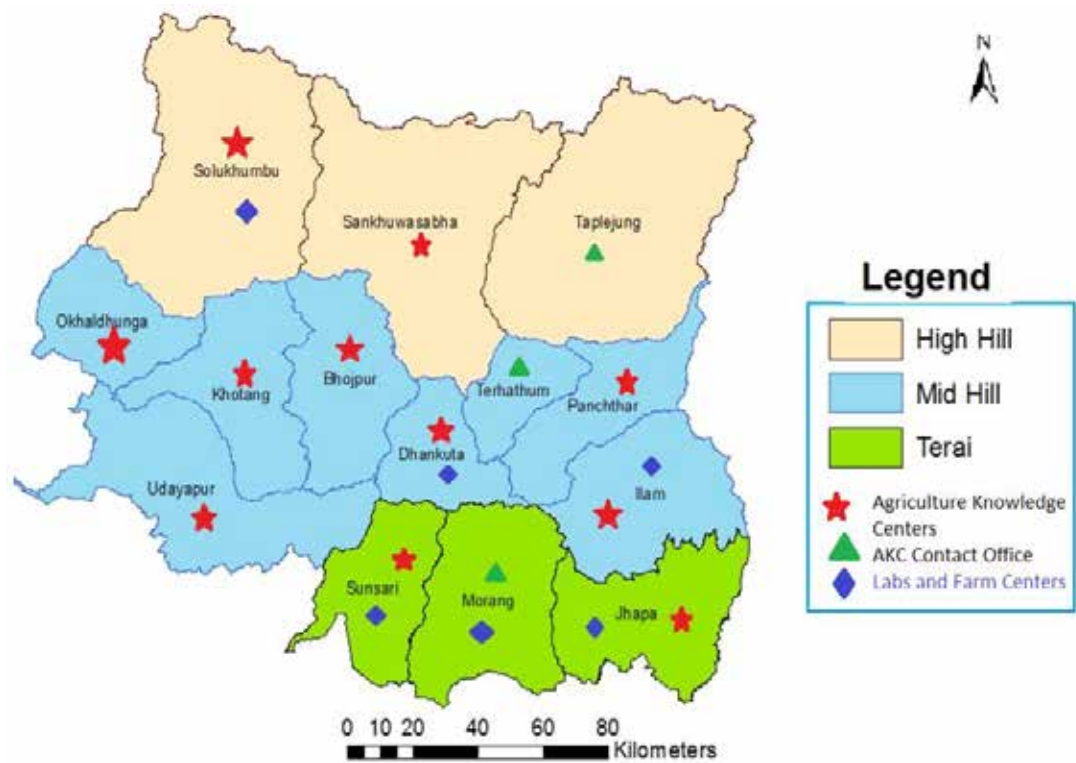 N
Solukhumbu
Sankhuwasabha
Taplejung
Okhaldhunga
Khotang
Bhojpur
Terhathum
Panchthar
Dhankuta
Udayapur
Ilam
Sunsari
Morang
Jhapa
Legend
High Hill
Mid Hill
Terai
Agriculture Knowledge
Centers
AKC Contact Office
Labs and Farm Centers
0 10 20 40 60 80
Kilometers